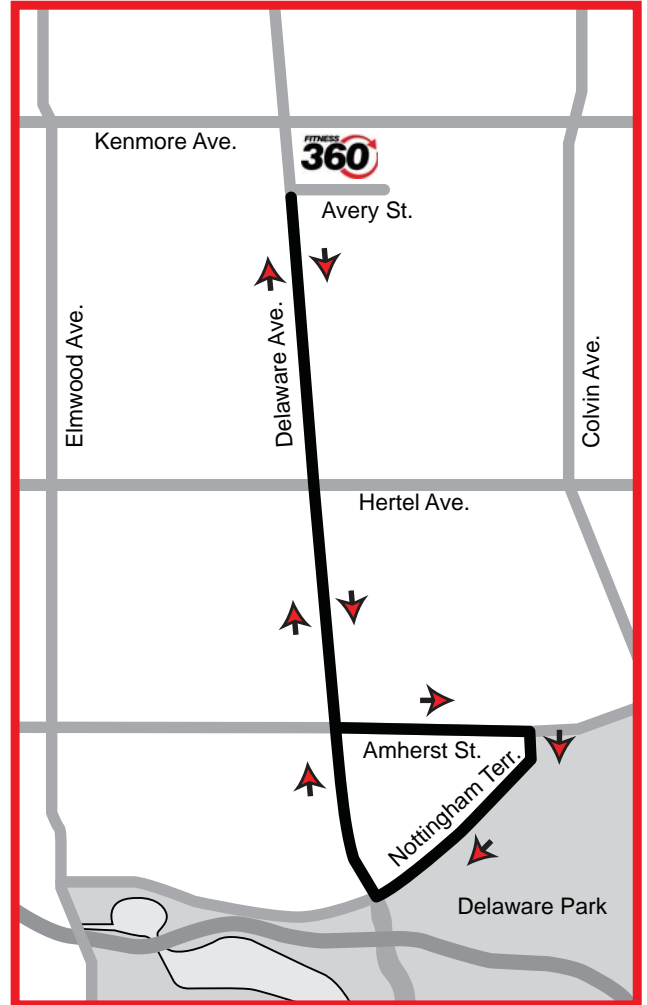 Kenmore Ave.
FITNESS
360
Avery St.
Elmwood Ave.
Delaware Ave.
Colvin Ave.
Hertel Ave.
Amherst St.
Nottingham Terr.
Delaware Park